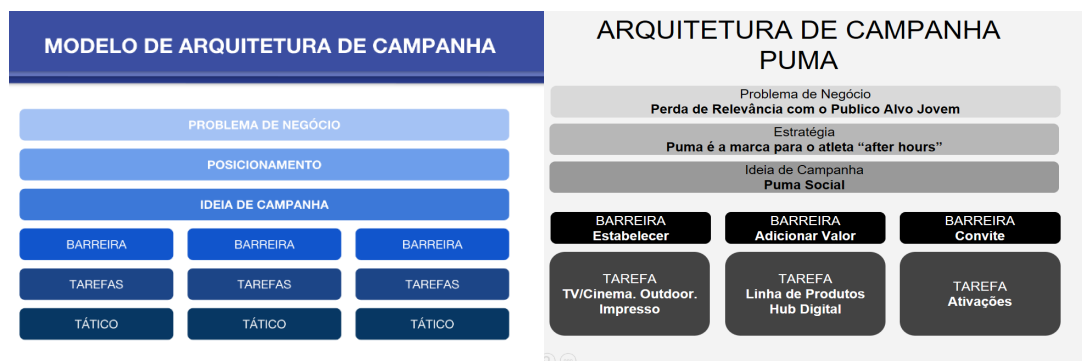 MODELO DE ARQUITETURA DE CAMPANHA
PROBLEMA DE NEGÓCIO
POSICIONAMENTO
IDEIA DE CAMPANHA
BARREIRA BARREIRA BARREIRA
TAREFAS TAREFAS TAREFAS
TÁTICO TÁTICO TÁTICO
ARQUITETURA DE CAMPANHA
PUMA
Problema de Negócio
Perda de Relevância com o Publico Alvo Jovem
Estratégia
Puma é a marca para o atleta “after hours”
Ideia de Campanha
Puma Social
BARREIRA
Estabelecer
BARREIRA
Adicionar Valor
BARREIRA
Convite
TAREFA
TV/Cinema. Outdoor.
Impresso
TAREFA
Linha de Produtos
Hub Digital
TAREFA
Ativações